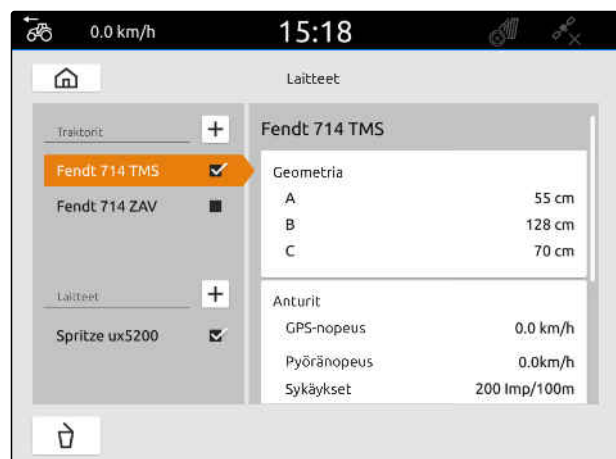 0.0 km/h
15:18
Laitteet
Traktorit
+
Fendt 714 TMS
Fendt 714 ZAV
Laitteet
+
Spritze ux5200
Fendt 714 TMS
Geometria
A 55 cm
B 128 cm
C 70 cm
Anturit
GPS-nopeus 0.0 km/h
Pyöränopeus 0.0km/h
Sykäykset 200 Imp/100m